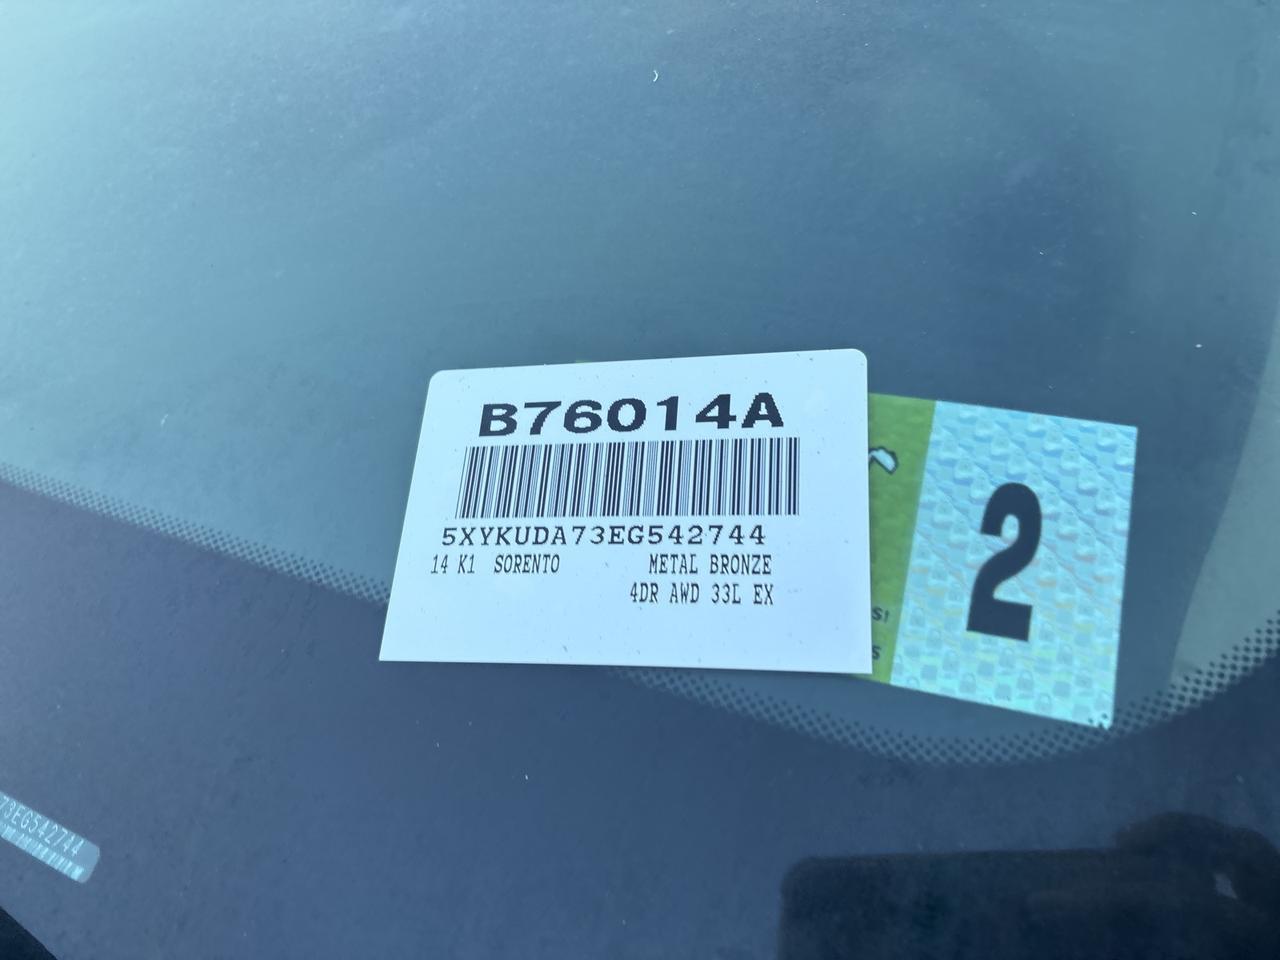 B76014A
5XYKUDA73EG542744
14 K1 SORENTO METAL BRONZE
4DR AWD 33L EX
2
S!
S
73EG542744